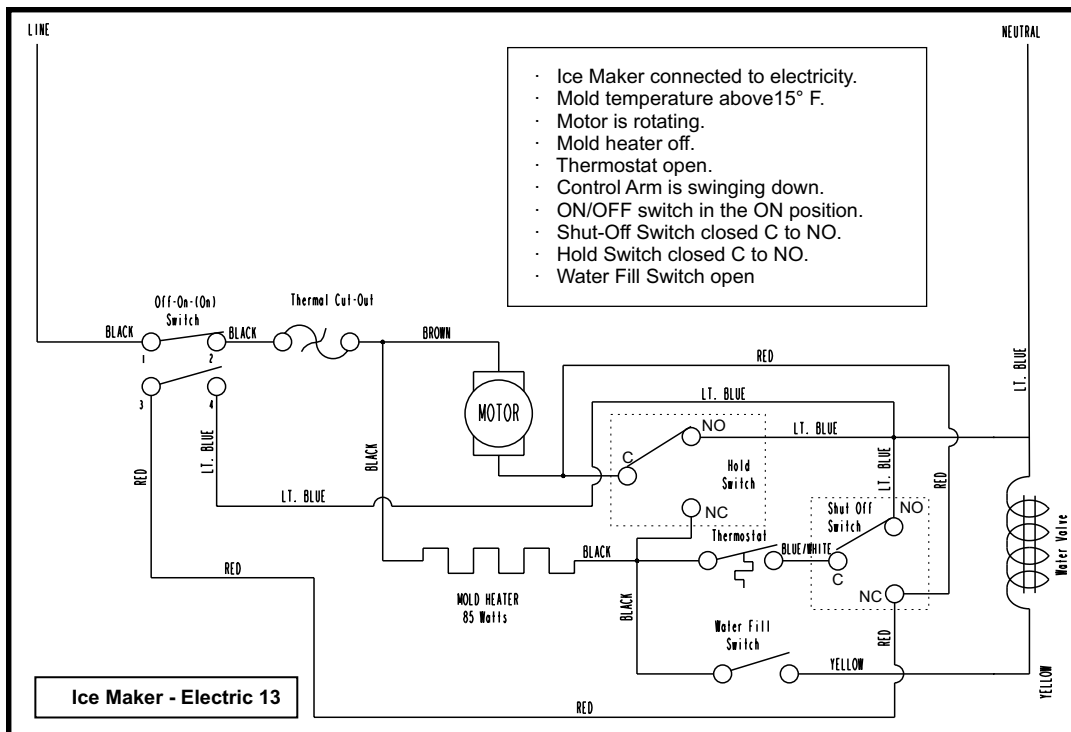 LINE
NEUTRAL
· Ice Maker connected to electricity.
· Mold temperature above15° F.
· Motor is rotating.
· Mold heater off.
· Thermostat open.
· Control Arm is swinging down.
· ON/OFF switch in the ON position.
· Shut-Off Switch closed C to NO.
· Hold Switch closed C to NO.
· Water Fill Switch open
Off-On-(On)
Switch
Thermal Cut-Out
BLACK
BLACK
BROWN
RED
LT. BLUE
1
2
3
4
MOTOR
LT. BLUE
NO
LT. BLUE
C
Hold
Switch
NC
RED
LT. BLUE
BLACK
LT. BLUE
LT. BLUE
RED
Shut Off
Switch
NO
Thermostat
BLACK
BLUE/WHITE
C
NC
Water Valve
RED
MOLD HEATER
85 Watts
BLACK
RED
Water Fill
Switch
YELLOW
YELLOW
Ice Maker - Electric 13
RED